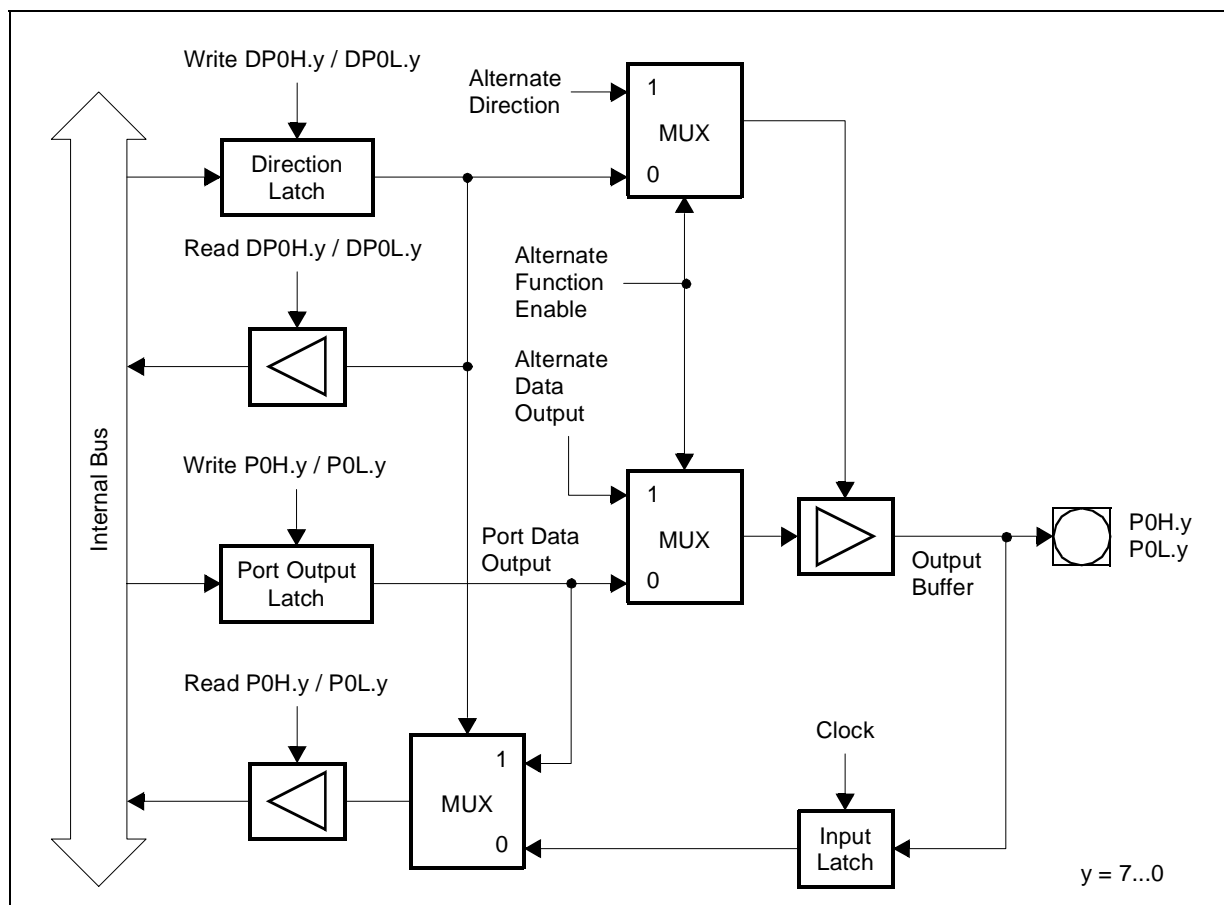 Write DP0H.y / DP0L.y
Alternate
Direction
1
MUX
0
Direction
Latch
Read DP0H.y / DP0L.y
Alternate
Function
Enable
Alternate
Data
Output
Internal Bus
Write P0H.y / P0L.y
Port Data
Output
1
MUX
0
P0H.y
P0L.y
Output
Buffer
Port Output
Latch
Read P0H.y / P0L.y
1
MUX
0
Clock
Input
Latch
y = 7...0